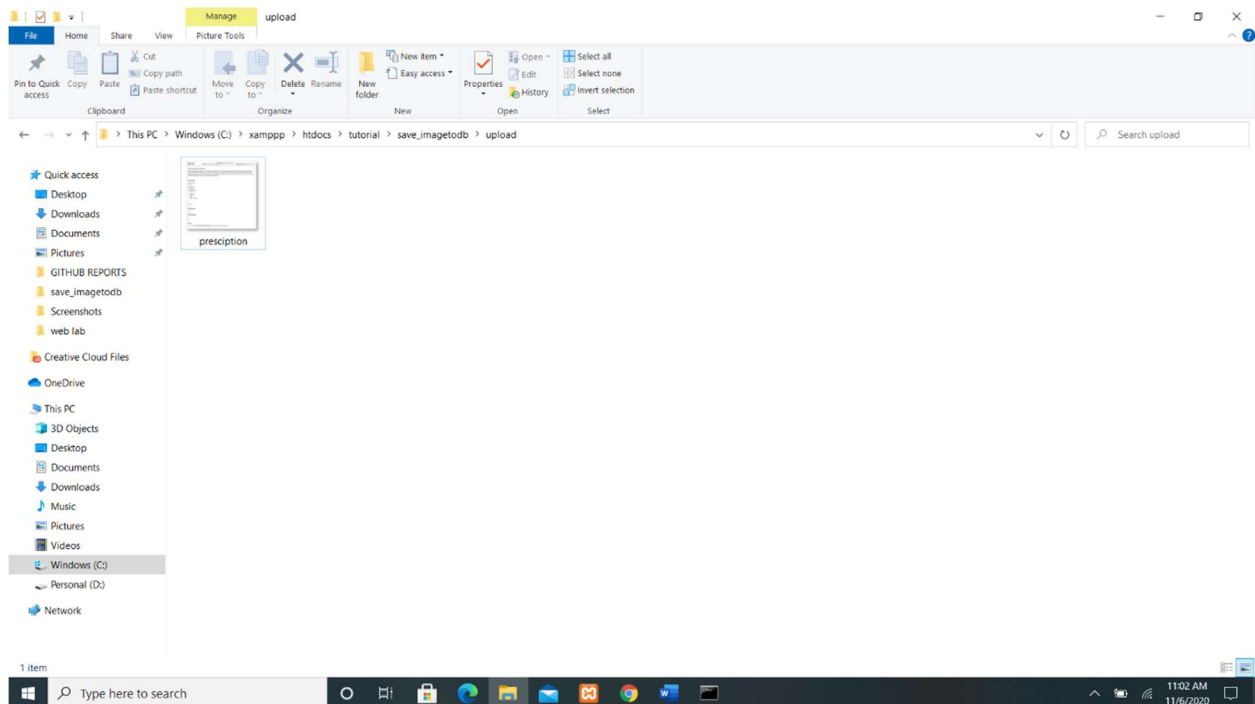 Manage upload
File Home Share View Picture Tools
Pin to Quick access
Copy
Paste
Cut
Copy path
Paste shortcut
Clipboard
Move to
Copy to
Delete
Rename
Organize
New folder
New item
Easy access
New
Properties
Open
Edit
History
Open
Select all
Select none
Invert selection
Select
This PC > Windows (C:) > xamppp > htdocs > tutorial > save_imagetodb > upload
Search upload
Quick access
Desktop
Downloads
Documents
Pictures
GITHUB REPORTS
save_imagetodb
Screenshots
web lab
Creative Cloud Files
OneDrive
This PC
3D Objects
Desktop
Documents
Downloads
Music
Pictures
Videos
Windows (C:)
Personal (D:)
Network
presciption
1 item
Type here to search
11:02 AM
11/6/2020